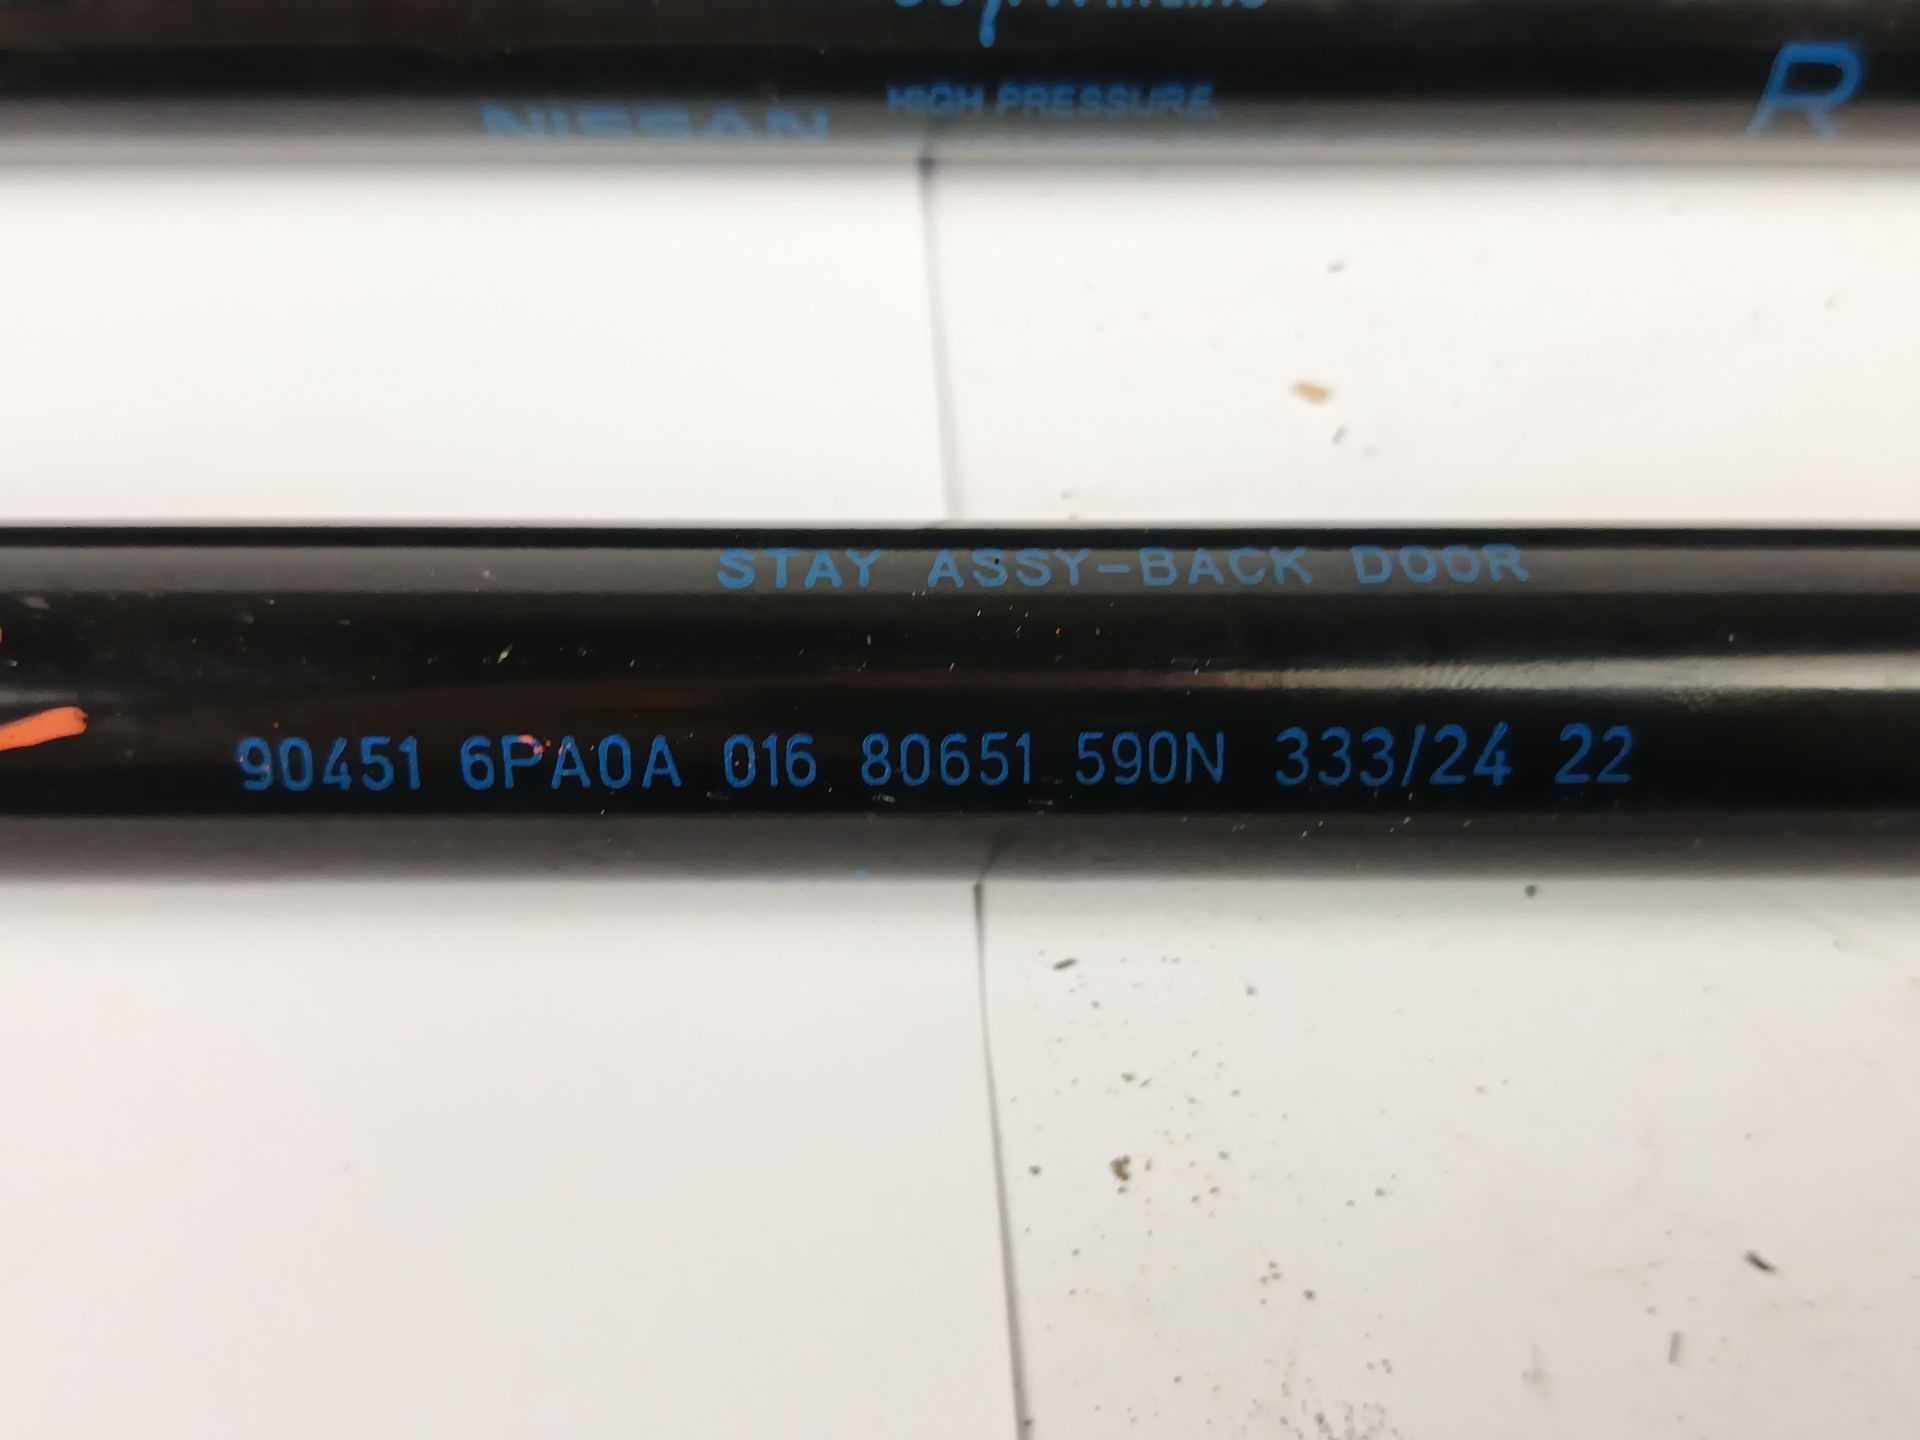 NISSAN
HIGH PRESSURE.
R
STAY ASSY-BACK DOOR
90451 6PA0A 016 80651 590N 333/24 22